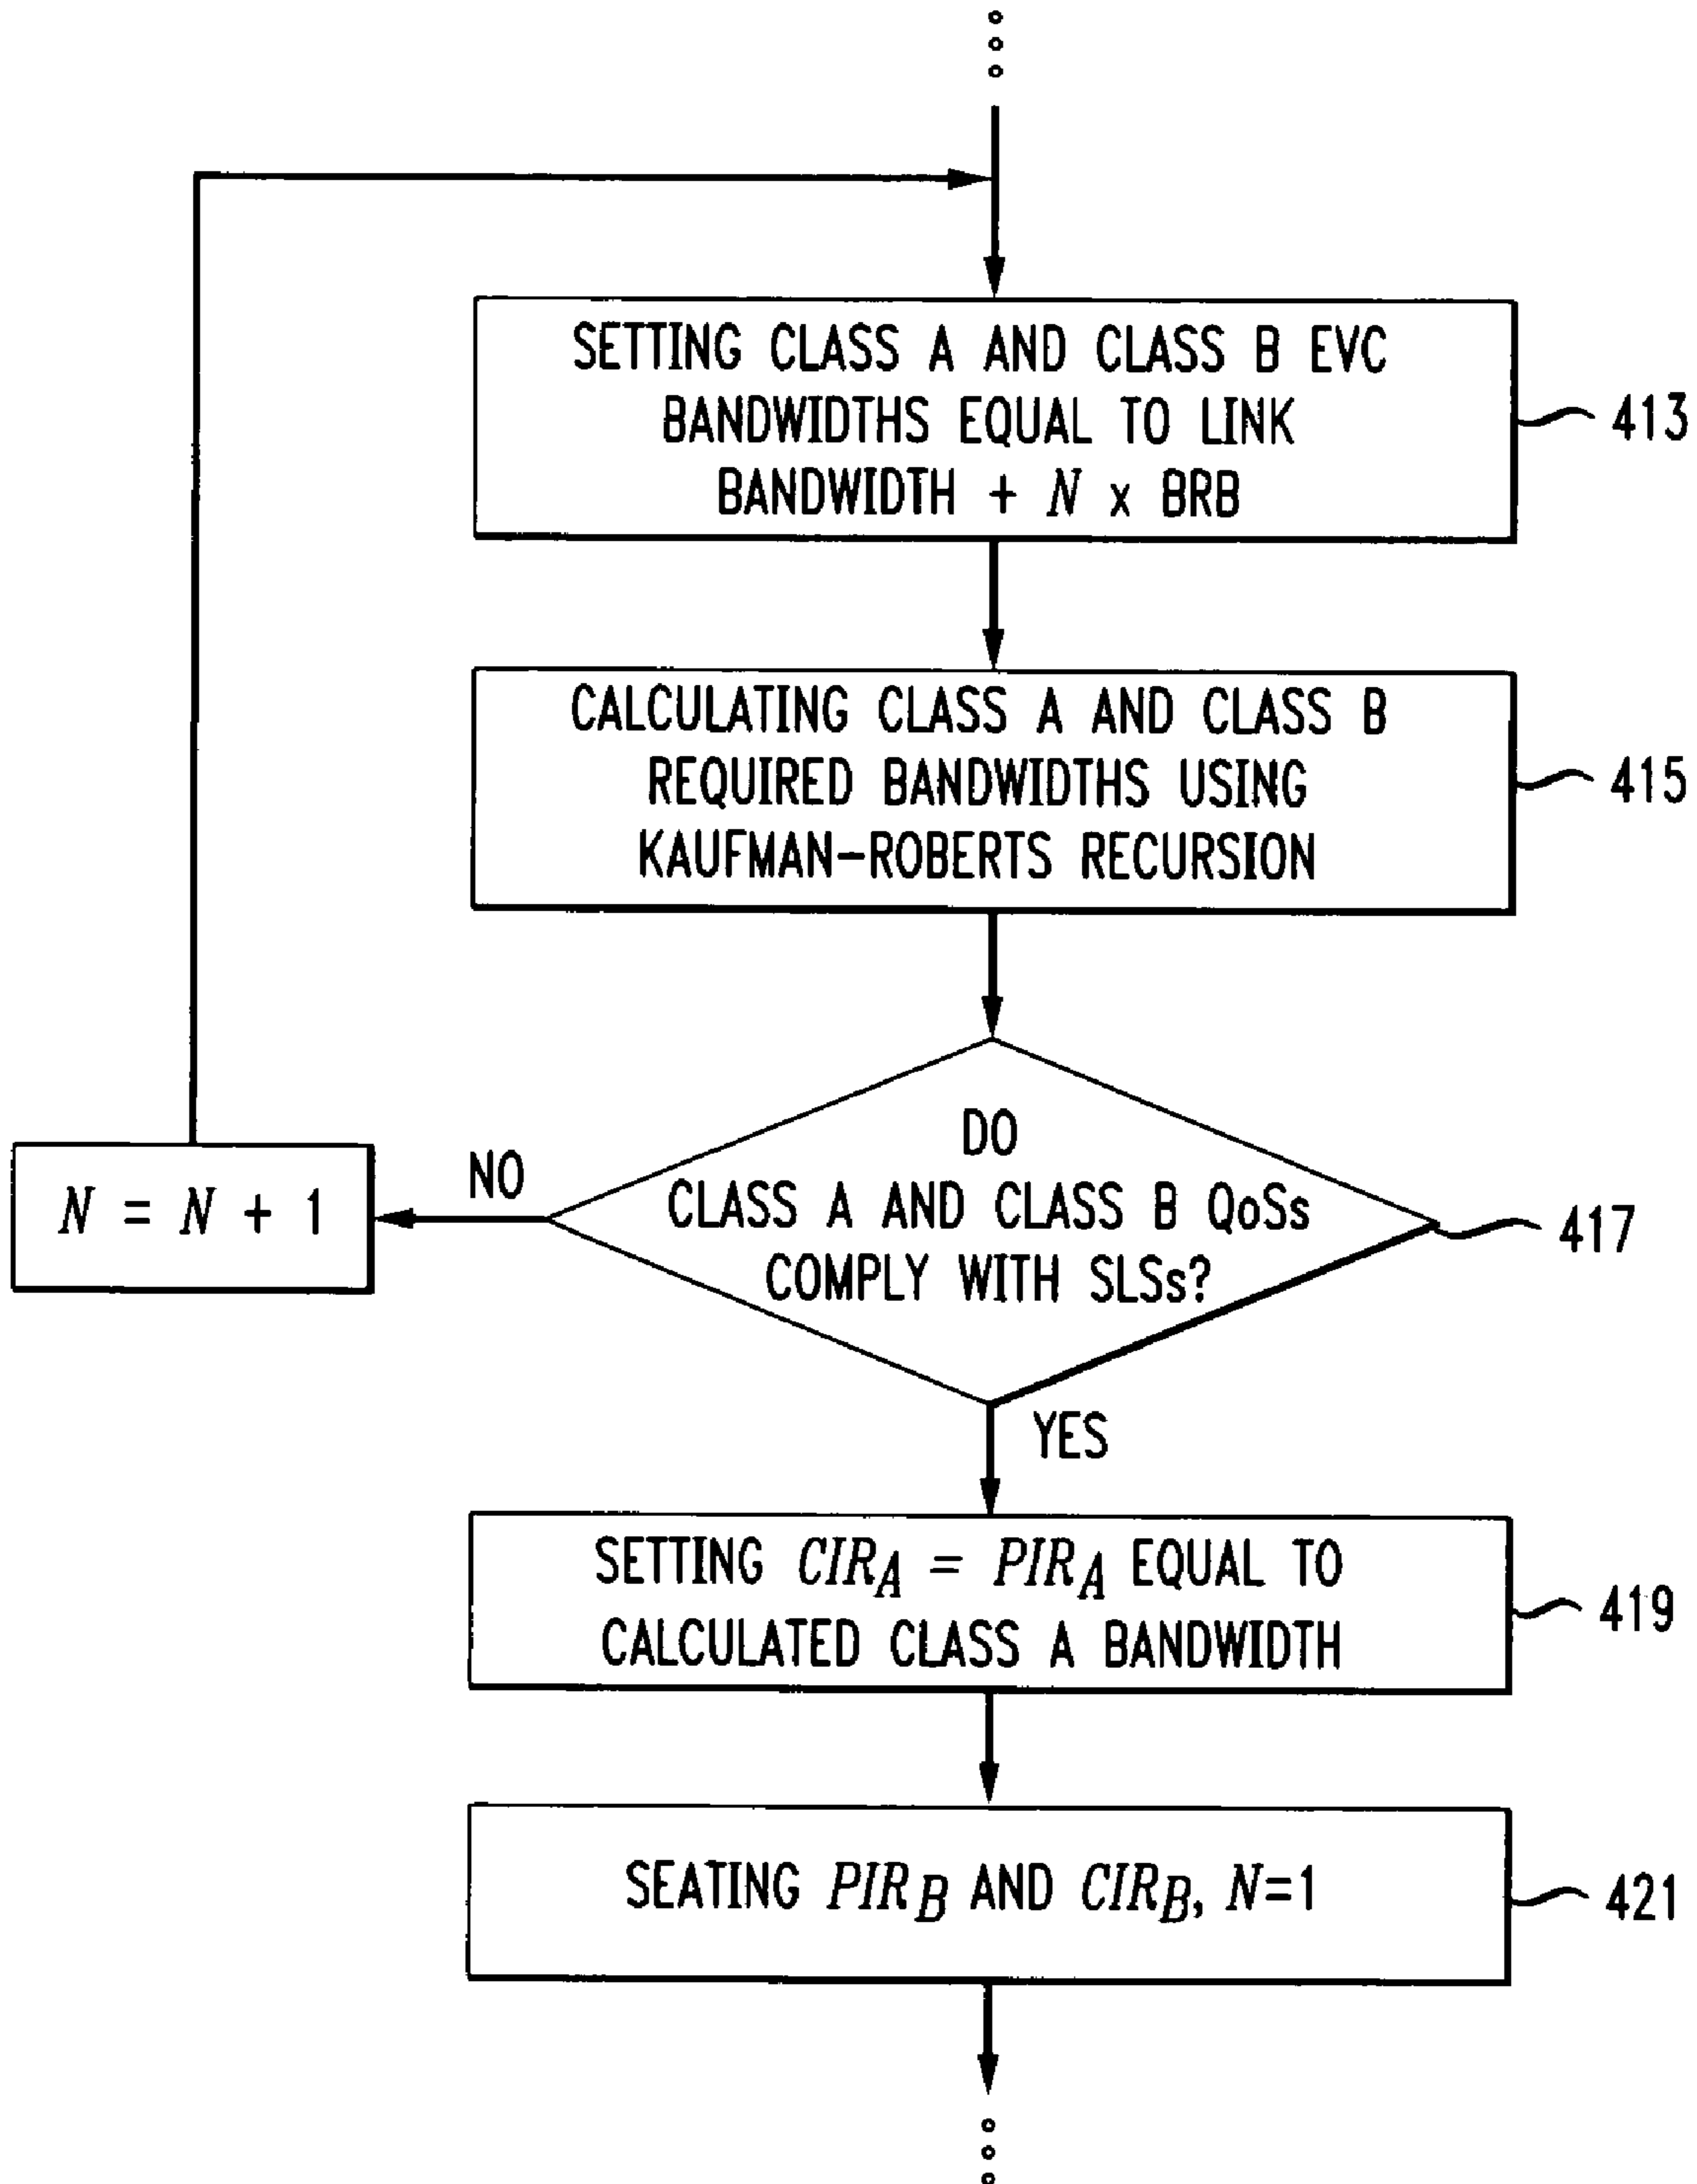 SETTING CLASS A AND CLASS B EVC
BANDWIDTHS EQUAL TO LINK
BANDWIDTH + N x BRB
413
CALCULATING CLASS A AND CLASS B
REQUIRED BANDWIDTHS USING
KAUFMAN-ROBERTS RECURSION
415
DO
CLASS A AND CLASS B QoSs
COMPLY WITH SLSs?
417
NO
N = N + 1
YES
SETTING CIRA = PIRA EQUAL TO
CALCULATED CLASS A BANDWIDTH
419
SEATING PIRB AND CIRB, N=1
421